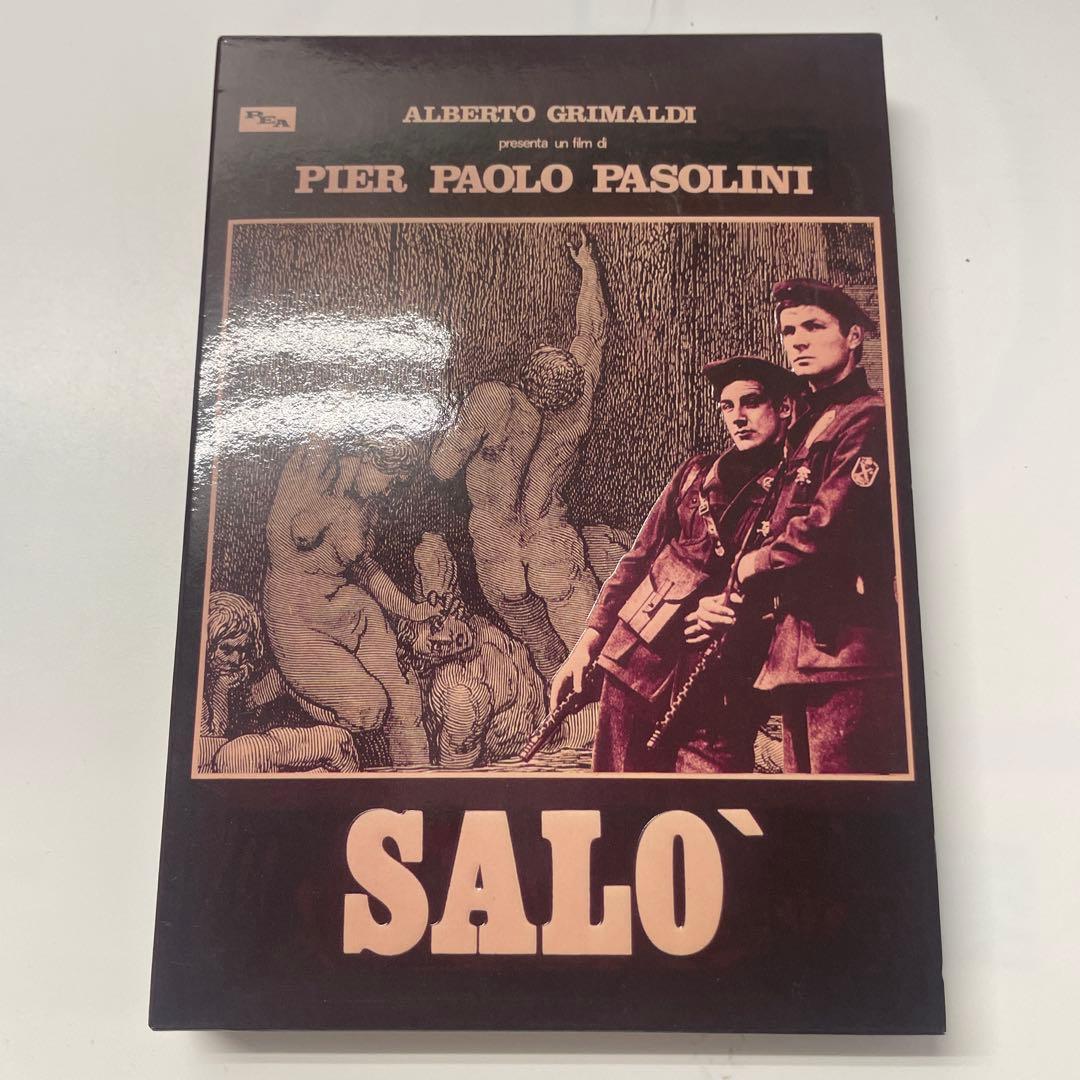 PEA
ALBERTO GRIMALDI
presenta un film di
PIER PAOLO PASOLINI
SALO`